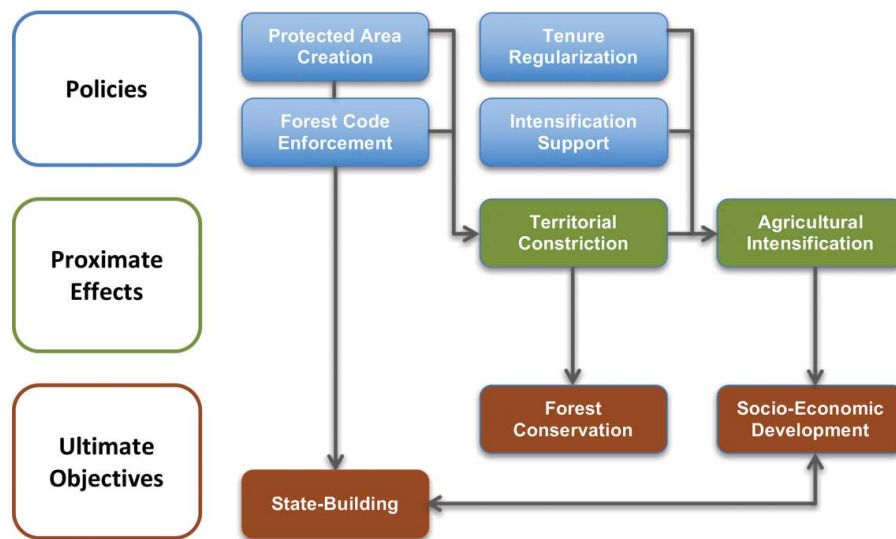 Policies
Protected Area
Creation
Tenure
Regularization
Forest Code
Enforcement
Intensification
Support
Proximate
Effects
Territorial
Constriction
Agricultural
Intensification
Ultimate
Objectives
Forest
Conservation
Socio-Economic
Development
State-Building